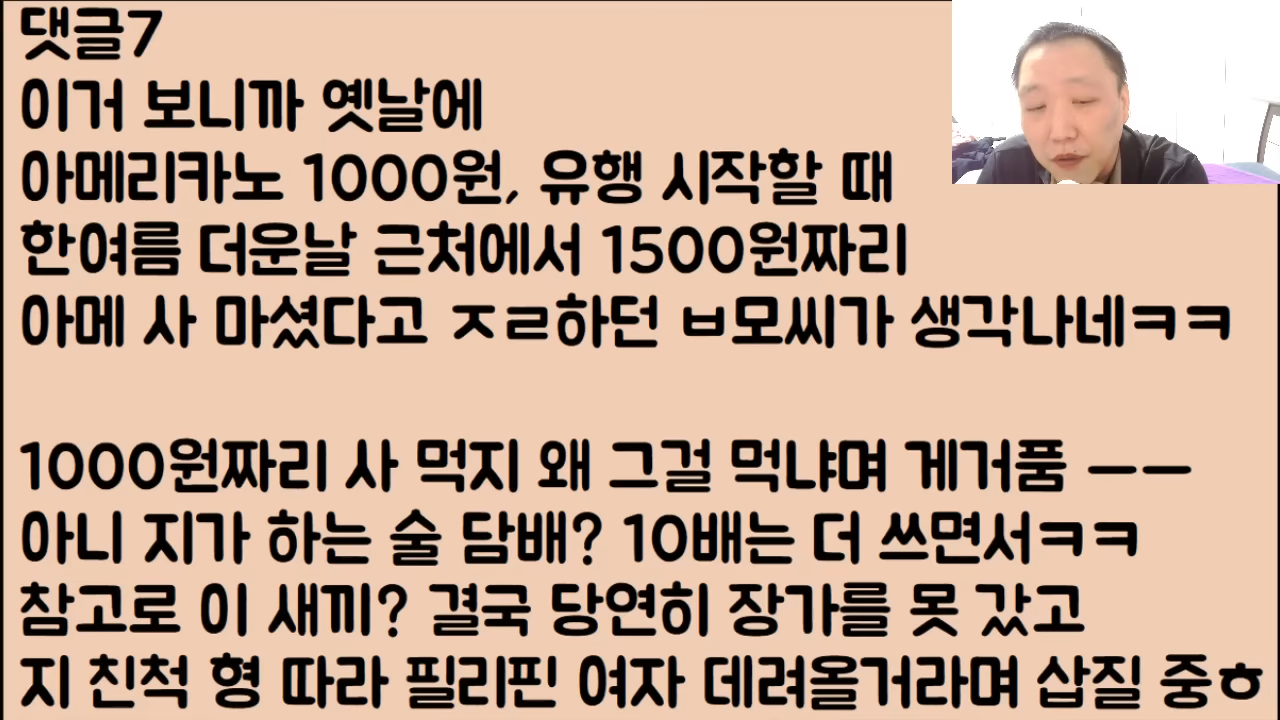 댓글7
이거 보니까 옛날에
아메리카노 1000원, 유행 시작할 때
한여름 더운날 근처에서 1500원짜리
아메 사 마셨다고 ㅈㄹ하던 ㅂ모씨가 생각나네ㅋㅋ
1000원짜리 사 먹지 왜 그걸 먹냐며 게거품 ㅡㅡ
아니 지가 하는 술 담배? 10배는 더 쓰면서ㅋㅋ
참고로 이 새끼? 결국 당연히 장가를 못 갔고
지 친척 형 따라 필리핀 여자 데려올거라며 삽질 중ㅎ